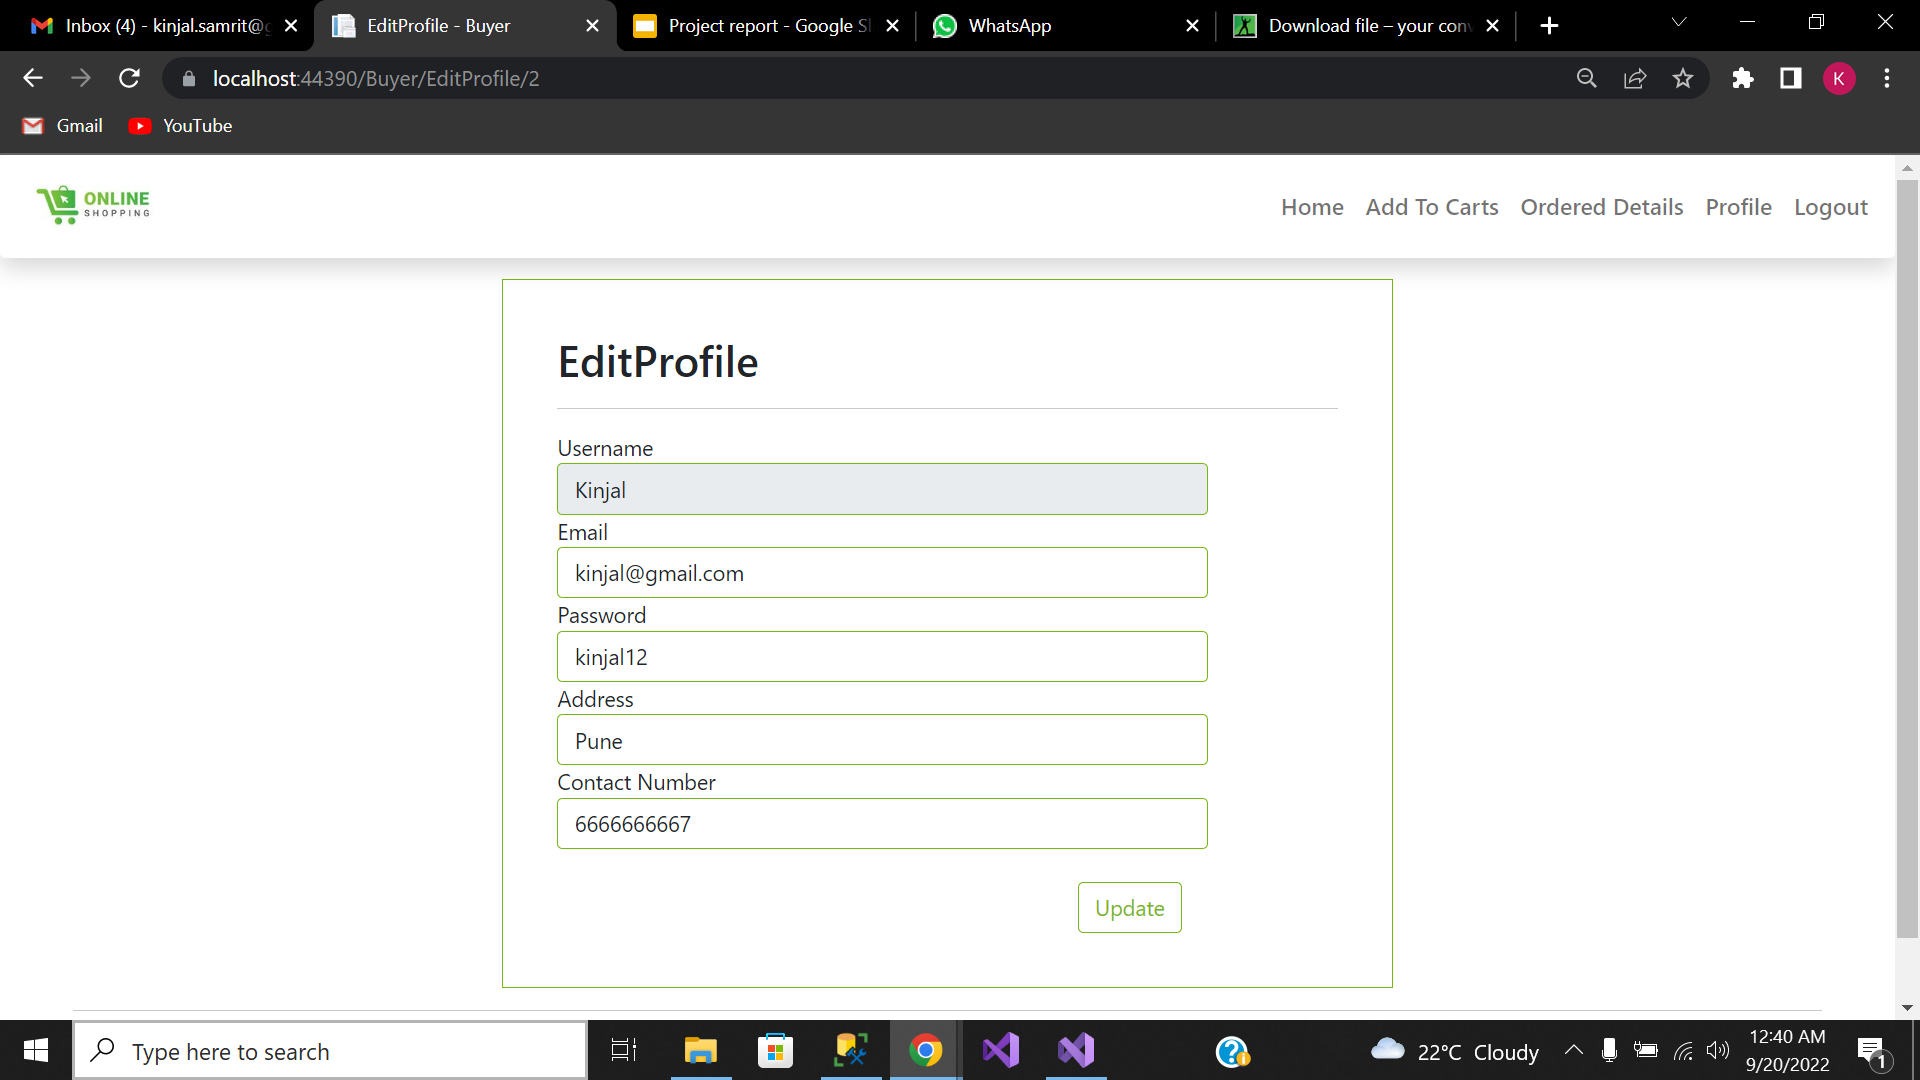 Inbox (4) - kinjal.samrit@g
EditProfile - Buyer
Project report - Google Sl
WhatsApp
Download file – your conv
localhost:44390/Buyer/EditProfile/2
K
Gmail
YouTube
ONLINE
SHOPPING
Home
Add To Carts
Ordered Details
Profile
Logout
EditProfile
Username
Kinjal
Email
kinjal@gmail.com
Password
kinjal12
Address
Pune
Contact Number
6666666667
Update
Type here to search
22°C Cloudy
12:40 AM
9/20/2022
1